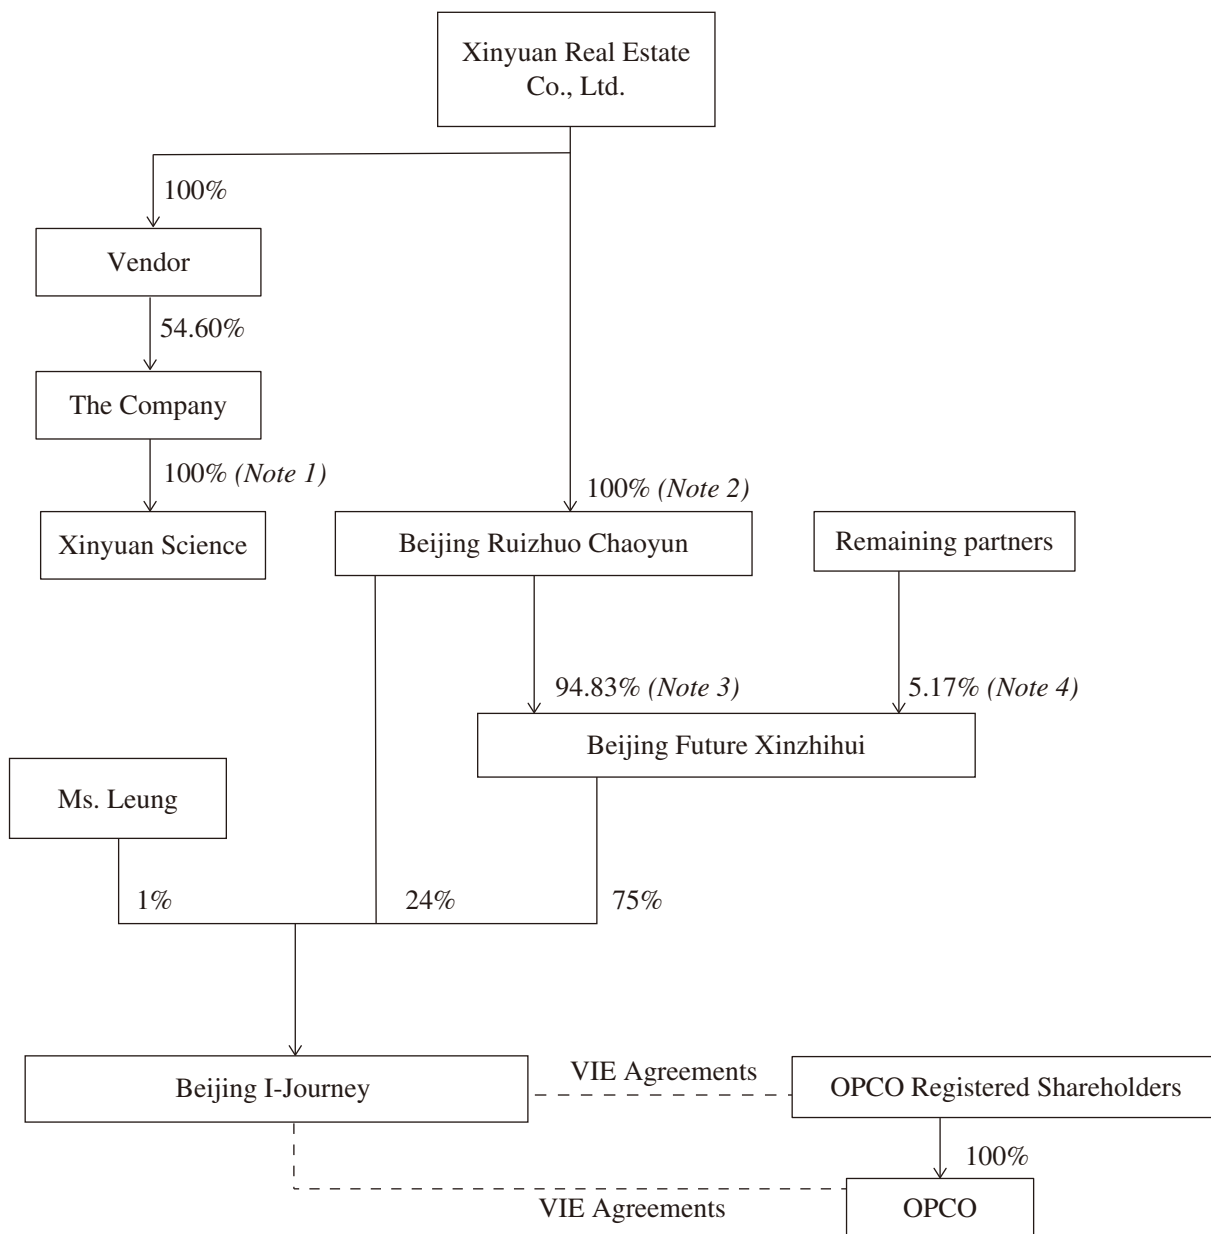 Xinyuan Real Estate
Co., Ltd.
100%
Vendor
54.60%
The Company
100% (Note 1)
100% (Note 2)
Xinyuan Science
Beijing Ruizhuo Chaoyun
Remaining partners
94.83% (Note 3)
5.17% (Note 4)
Beijing Future Xinzhihui
Ms. Leung
1%
24%
75%
Beijing I-Journey
VIE Agreements
OPCO Registered Shareholders
100%
VIE Agreements
OPCO